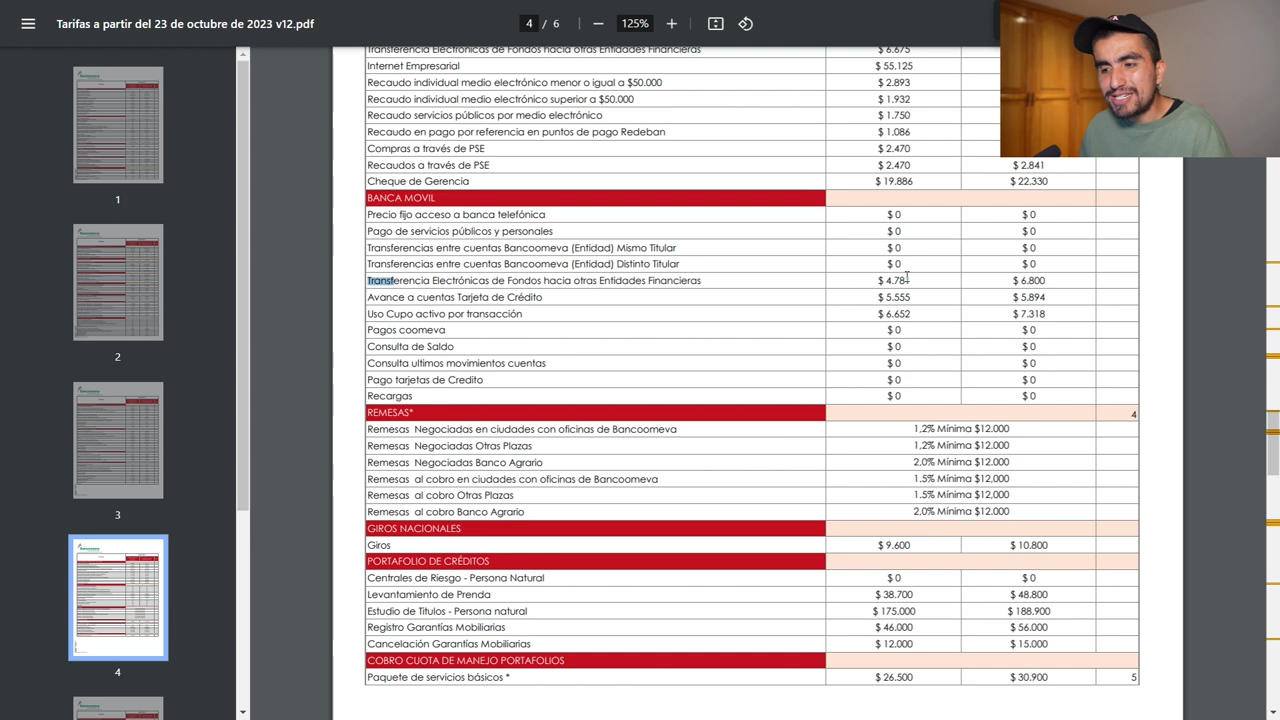 Tarifas a partir del 23 de octubre de 2023 v12.pdf
4 / 6
125%
1
2
3
4
Transferencia Electrónicas de Fondos hacia otras Entidades Financieras $ 6.675
Internet Empresarial $ 55.125
Recaudo individual medio electrónico menor o igual a $50.000 $ 2.893
Recaudo individual medio electrónico superior a $50.000 $ 1.932
Recaudo servicios públicos por medio electrónico $ 1.750
Recaudo en pago por referencia en puntos de pago Redeban $ 1.086
Compras a través de PSE $ 2.470
Recaudos a través de PSE $ 2.470 $ 2.841
Cheque de Gerencia $ 19.886 $ 22.330
BANCA MOVIL
Precio fijo acceso a banca telefónica $ 0 $ 0
Pago de servicios públicos y personales $ 0 $ 0
Transferencias entre cuentas Bancoomeva (Entidad) Mismo Titular $ 0 $ 0
Transferencias entre cuentas Bancoomeva (Entidad) Distinto Titular $ 0 $ 0
Transferencia Electrónicas de Fondos hacia otras Entidades Financieras $ 6.800
Avance a cuentas Tarjeta de Crédito $ 5.555 $ 5.894
Uso Cupo activo por transacción $ 6.652 $ 7.318
Pagos coomeva $ 0 $ 0
Consulta de Saldo $ 0 $ 0
Consulta ultimos movimientos cuentas $ 0 $ 0
Pago tarjetas de Credito $ 0 $ 0
Recargas $ 0 $ 0
REMESAS* 4
Remesas Negociadas en ciudades con oficinas de Bancoomeva 1,2% Mínima $12.000
Remesas Negociadas Otras Plazas 1,2% Mínima $12.000
Remesas Negociadas Banco Agrario 2,0% Mínima $12.000
Remesas al cobro en ciudades con oficinas de Bancoomeva 1.5% Mínima $12,000
Remesas al cobro Otras Plazas 1.5% Mínima $12,000
Remesas al cobro Banco Agrario 2,0% Mínima $12.000
GIROS NACIONALES
Giros $ 9.600 $ 10.800
PORTAFOLIO DE CRÉDITOS
Centrales de Riesgo - Persona Natural $ 0 $ 0
Levantamiento de Prenda $ 38.700 $ 48.800
Estudio de Titulos - Persona natural $ 175.000 $ 188.900
Registro Garantías Mobiliarias $ 46.000 $ 56.000
Cancelación Garantías Mobiliarias $ 12.000 $ 15.000
COBRO CUOTA DE MANEJO PORTAFOLIOS
Paquete de servicios básicos * $ 26.500 $ 30.900 5